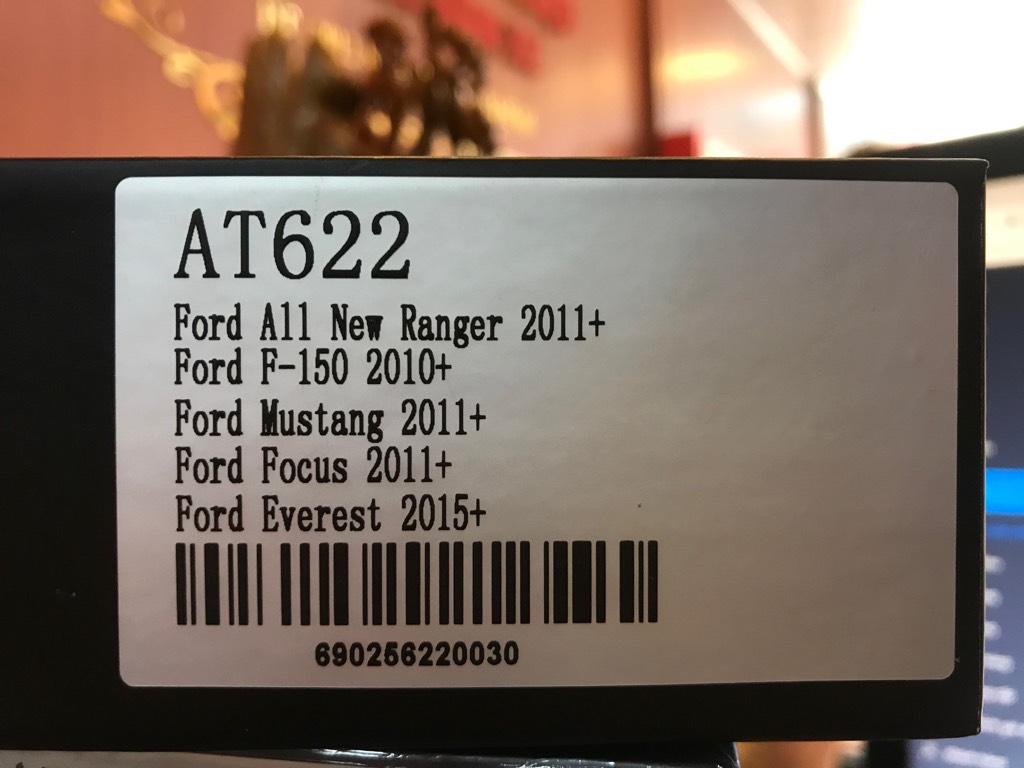 AT622
Ford All New Ranger 2011+
Ford F-150 2010+
Ford Mustang 2011+
Ford Focus 2011+
Ford Everest 2015+
690256220030